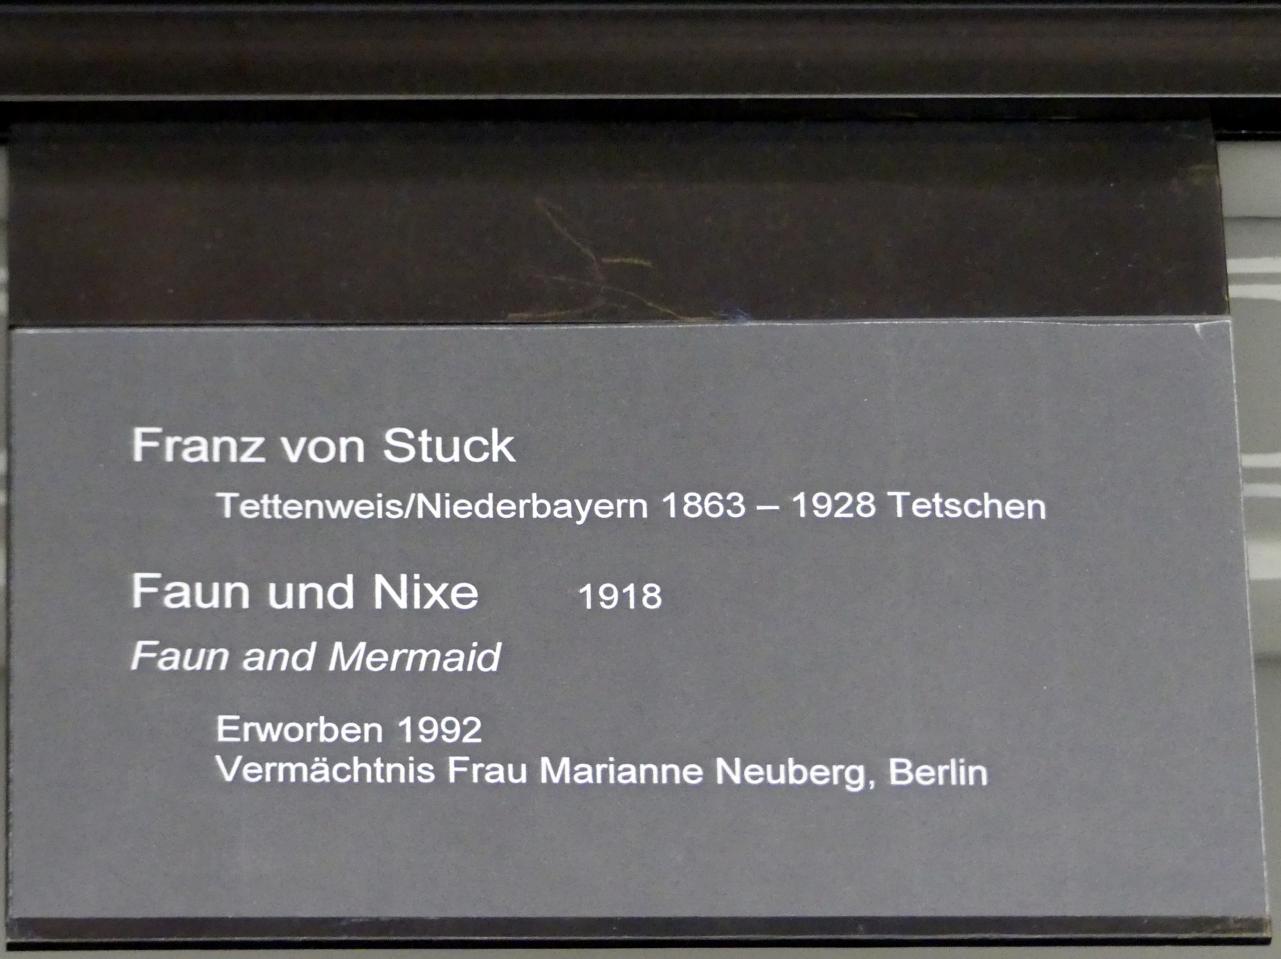 Franz von Stuck
Tettenweis/Niederbayern 1863 – 1928 Tetschen
Faun und Nixe 1918
Faun and Mermaid
Erworben 1992
Vermächtnis Frau Marianne Neuberg, Berlin